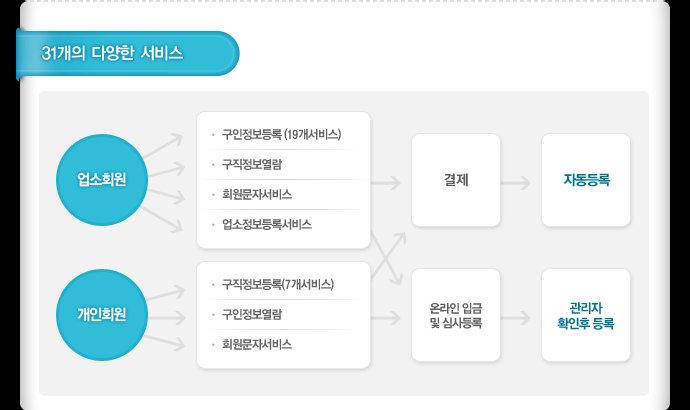 31개의 다양한 서비스
업소회원
· 구인정보등록 (19개서비스)
· 구직정보열람
· 회원문자서비스
· 업소정보등록서비스
결제
자동등록
개인회원
· 구직정보등록(7개서비스)
· 구인정보열람
· 회원문자서비스
온라인 입금
및 심사등록
관리자
확인후 등록